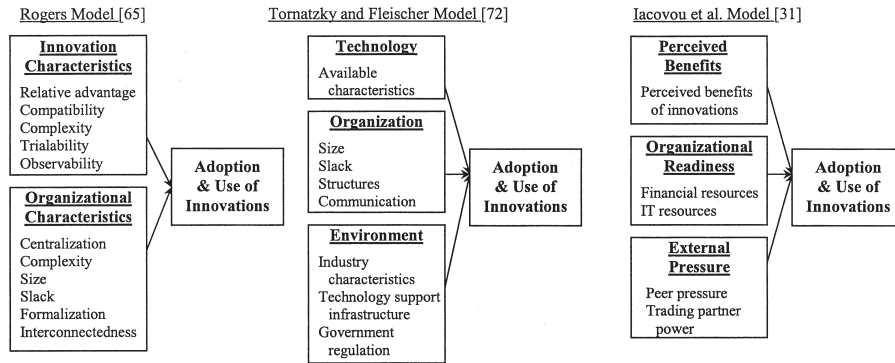 Rogers Model [65]
Innovation
Characteristics
Relative advantage
Compatibility
Complexity
Trialability
Observability
Organizational
Characteristics
Centralization
Complexity
Size
Slack
Formalization
Interconnectedness
Adoption
& Use of
Innovations
Tornatzky and Fleischer Model [72]
Technology
Available
characteristics
Organization
Size
Slack
Structures
Communication
Environment
Industry
characteristics
Technology support
infrastructure
Government
regulation
Adoption
& Use of
Innovations
Iacovou et al. Model [31]
Perceived
Benefits
Perceived benefits
of innovations
Organizational
Readiness
Financial resources
IT resources
External
Pressure
Peer pressure
Trading partner
power
Adoption
& Use of
Innovations